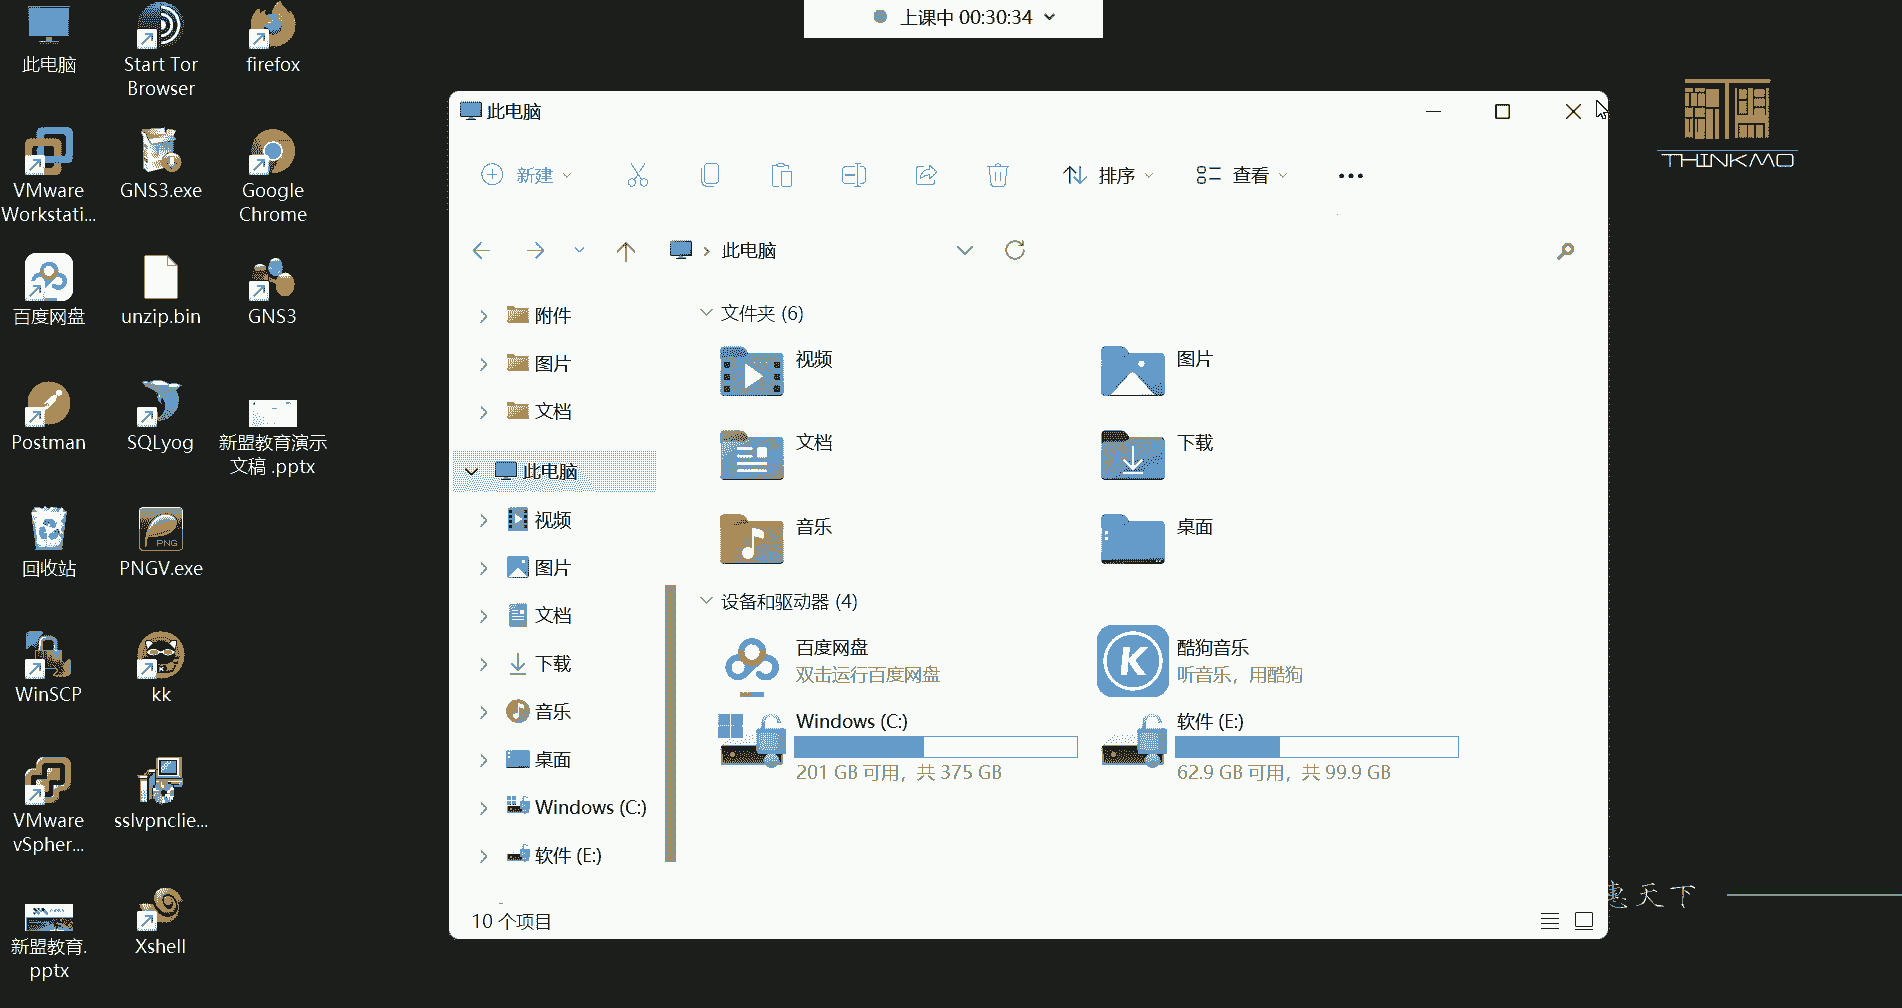 上课中 00:30:34
此电脑
Start Tor
Browser
firefox
VMware
Workstati...
GNS3.exe
Google
Chrome
百度网盘
unzip.bin
GNS3
Postman
SQLyog
新盟教育演示
文稿 .pptx
回收站
PNG
PNGV.exe
WinSCP
kk
VMware
vSpher...
sslvpnclie...
新盟教育.
pptx
Xshell
此电脑
新建
排序
查看
此电脑
附件
图片
文档
此电脑
视频
图片
文档
下载
音乐
桌面
Windows (C:)
软件 (E:)
文件夹 (6)
视频
图片
文档
下载
音乐
桌面
设备和驱动器 (4)
百度网盘
双击运行百度网盘
K
酷狗音乐
听音乐，用酷狗
Windows (C:)
201 GB 可用，共 375 GB
软件 (E:)
62.9 GB 可用，共 99.9 GB
10 个项目
THINKMO
惠天下